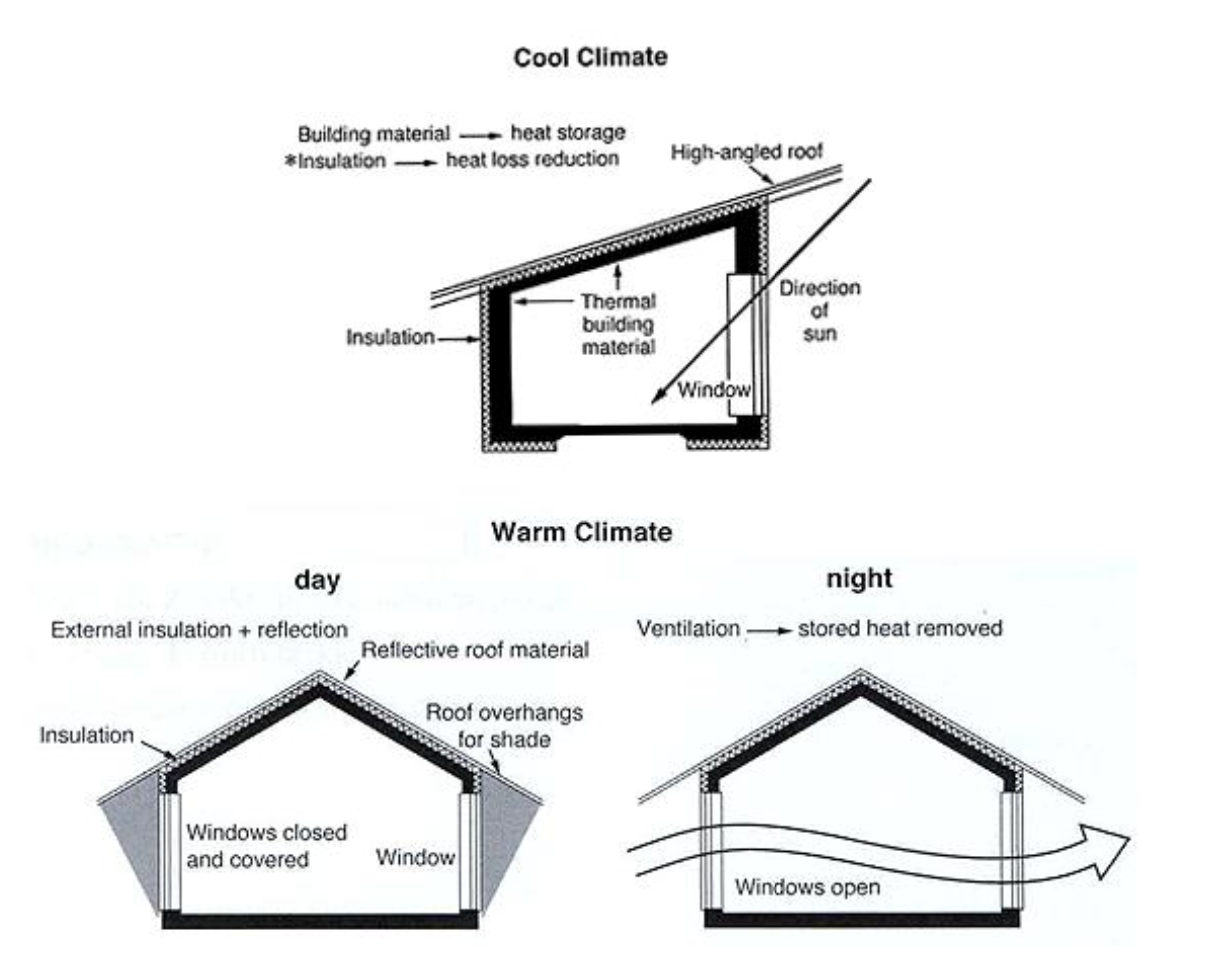 Cool Climate
Building material → heat storage
*Insulation → heat loss reduction
High-angled roof
Thermal
building
material
Direction
of
sun
Insulation
Window
Warm Climate
day
External insulation + reflection
Reflective roof material
Roof overhangs
for shade
Insulation
Windows closed
and covered
Window
night
Ventilation → stored heat removed
Windows open